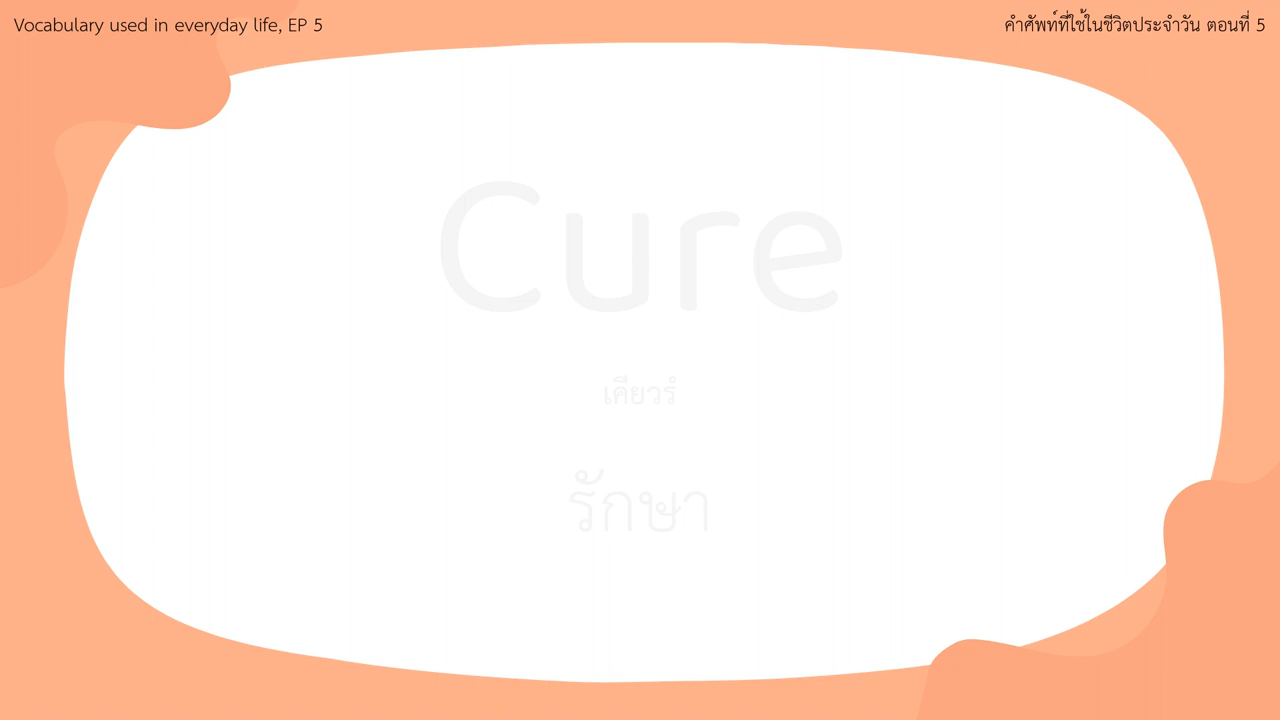 Vocabulary used in everyday life, EP 5
คำศัพท์ที่ใช้ในชีวิตประจำวัน ตอนที่ 5
Cure
เคียวร์
รักษา